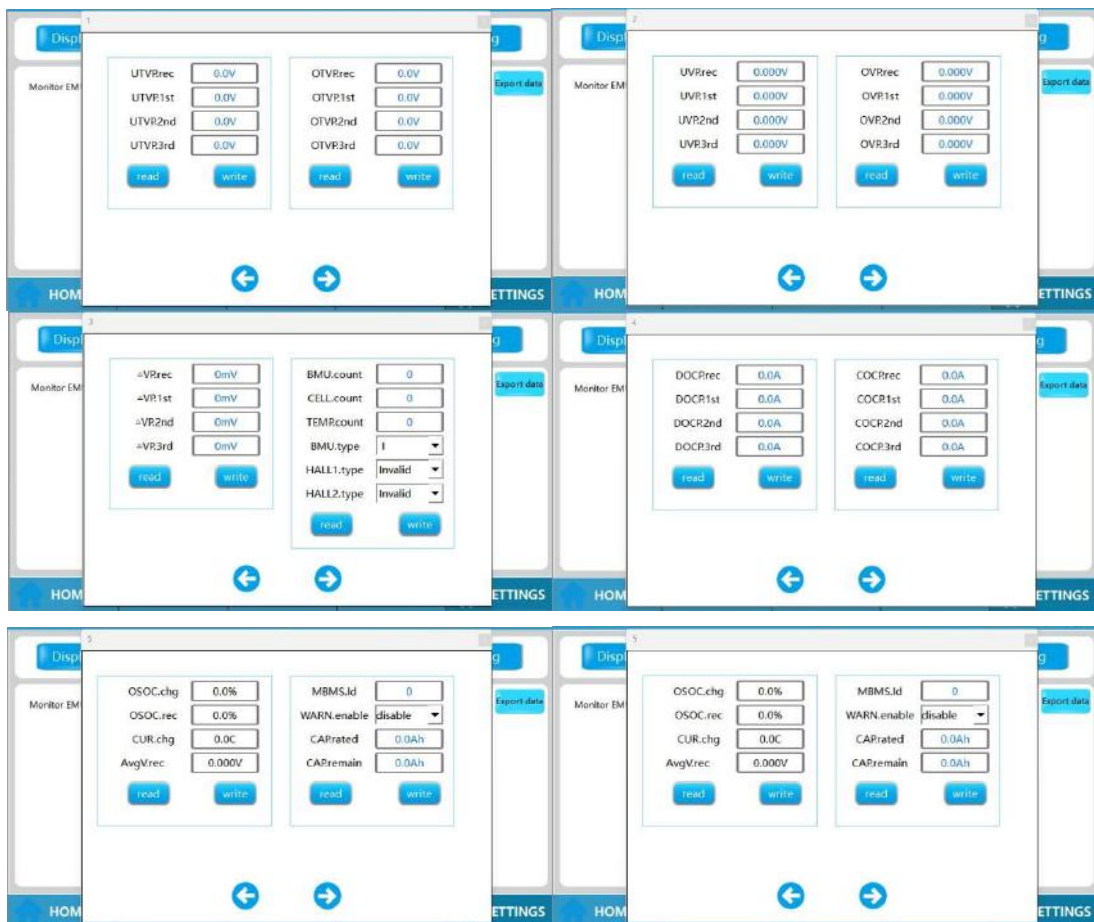 1
Displ
g
Monitor EM
Export data
UTVP.rec 0.0V OTVP.rec 0.0V
UTVP.1st 0.0V OTVP.1st 0.0V
UTVP.2nd 0.0V OTVP.2nd 0.0V
UTVP.3rd 0.0V OTVP.3rd 0.0V
read write read write
HOM ETTINGS
2
Displ
g
Monitor EM
Export data
UVP.rec 0.000V OVP.rec 0.000V
UVP.1st 0.000V OVP.1st 0.000V
UVP.2nd 0.000V OVP.2nd 0.000V
UVP.3rd 0.000V OVP.3rd 0.000V
read write read write
HOM ETTINGS
3
Displ
g
Monitor EM
Export data
△VP.rec 0mV BMU.count 0
△VP.1st 0mV CELL.count 0
△VP.2nd 0mV TEMP.count 0
△VP.3rd 0mV BMU.type I
read write HALL1.type Invalid
HALL2.type Invalid
read write
HOM ETTINGS
4
Displ
g
Monitor EM
Export data
DOCP.rec 0.0A COCP.rec 0.0A
DOCP.1st 0.0A COCP.1st 0.0A
DOCP.2nd 0.0A COCP.2nd 0.0A
DOCP.3rd 0.0A COCP.3rd 0.0A
read write read write
HOM ETTINGS
5
Displ
g
Monitor EM
Export data
OSOC.chg 0.0% MBMS.Id 0
OSOC.rec 0.0% WARN.enable disable
CUR.chg 0.0C CAP.rated 0.0Ah
AvgV.rec 0.000V CAP.remain 0.0Ah
read write read write
HOM ETTINGS
5
Displ
g
Monitor EM
Export data
OSOC.chg 0.0% MBMS.Id 0
OSOC.rec 0.0% WARN.enable disable
CUR.chg 0.0C CAP.rated 0.0Ah
AvgV.rec 0.000V CAP.remain 0.0Ah
read write read write
HOM ETTINGS